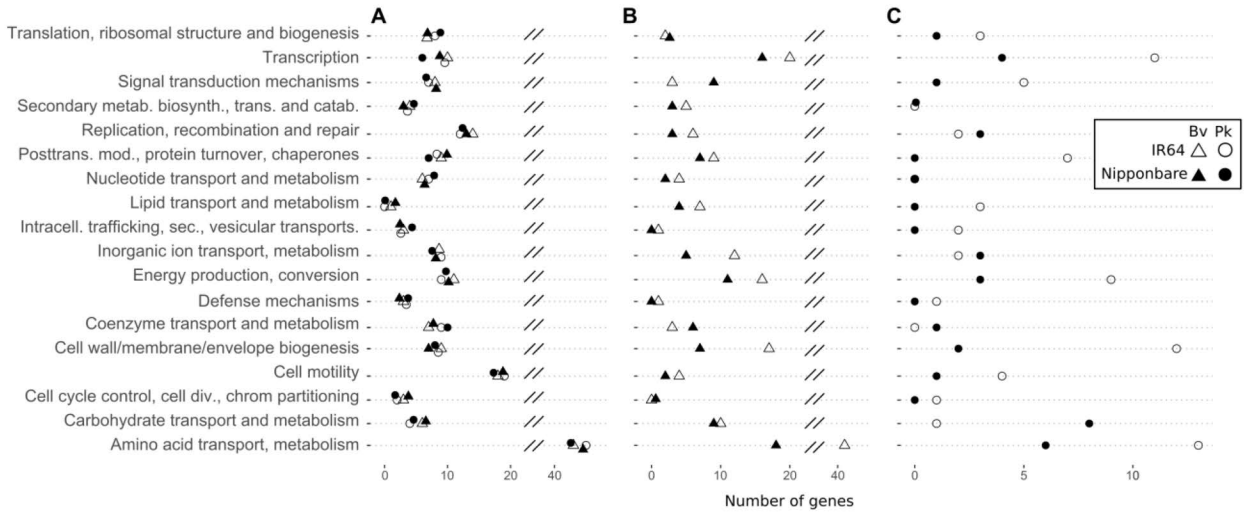 A B C
Translation, ribosomal structure and biogenesis
Transcription
Signal transduction mechanisms
Secondary metab. biosynth., trans. and catab.
Replication, recombination and repair
Posttrans. mod., protein turnover, chaperones
Nucleotide transport and metabolism
Lipid transport and metabolism
Intracell. trafficking, sec., vesicular transports.
Inorganic ion transport, metabolism
Energy production, conversion
Defense mechanisms
Coenzyme transport and metabolism
Cell wall/membrane/envelope biogenesis
Cell motility
Cell cycle control, cell div., chrom partitioning
Carbohydrate transport and metabolism
Amino acid transport, metabolism
Bv Pk
IR64
Nipponbare
0 10 20 40 0 10 20 40 0 5 10
Number of genes